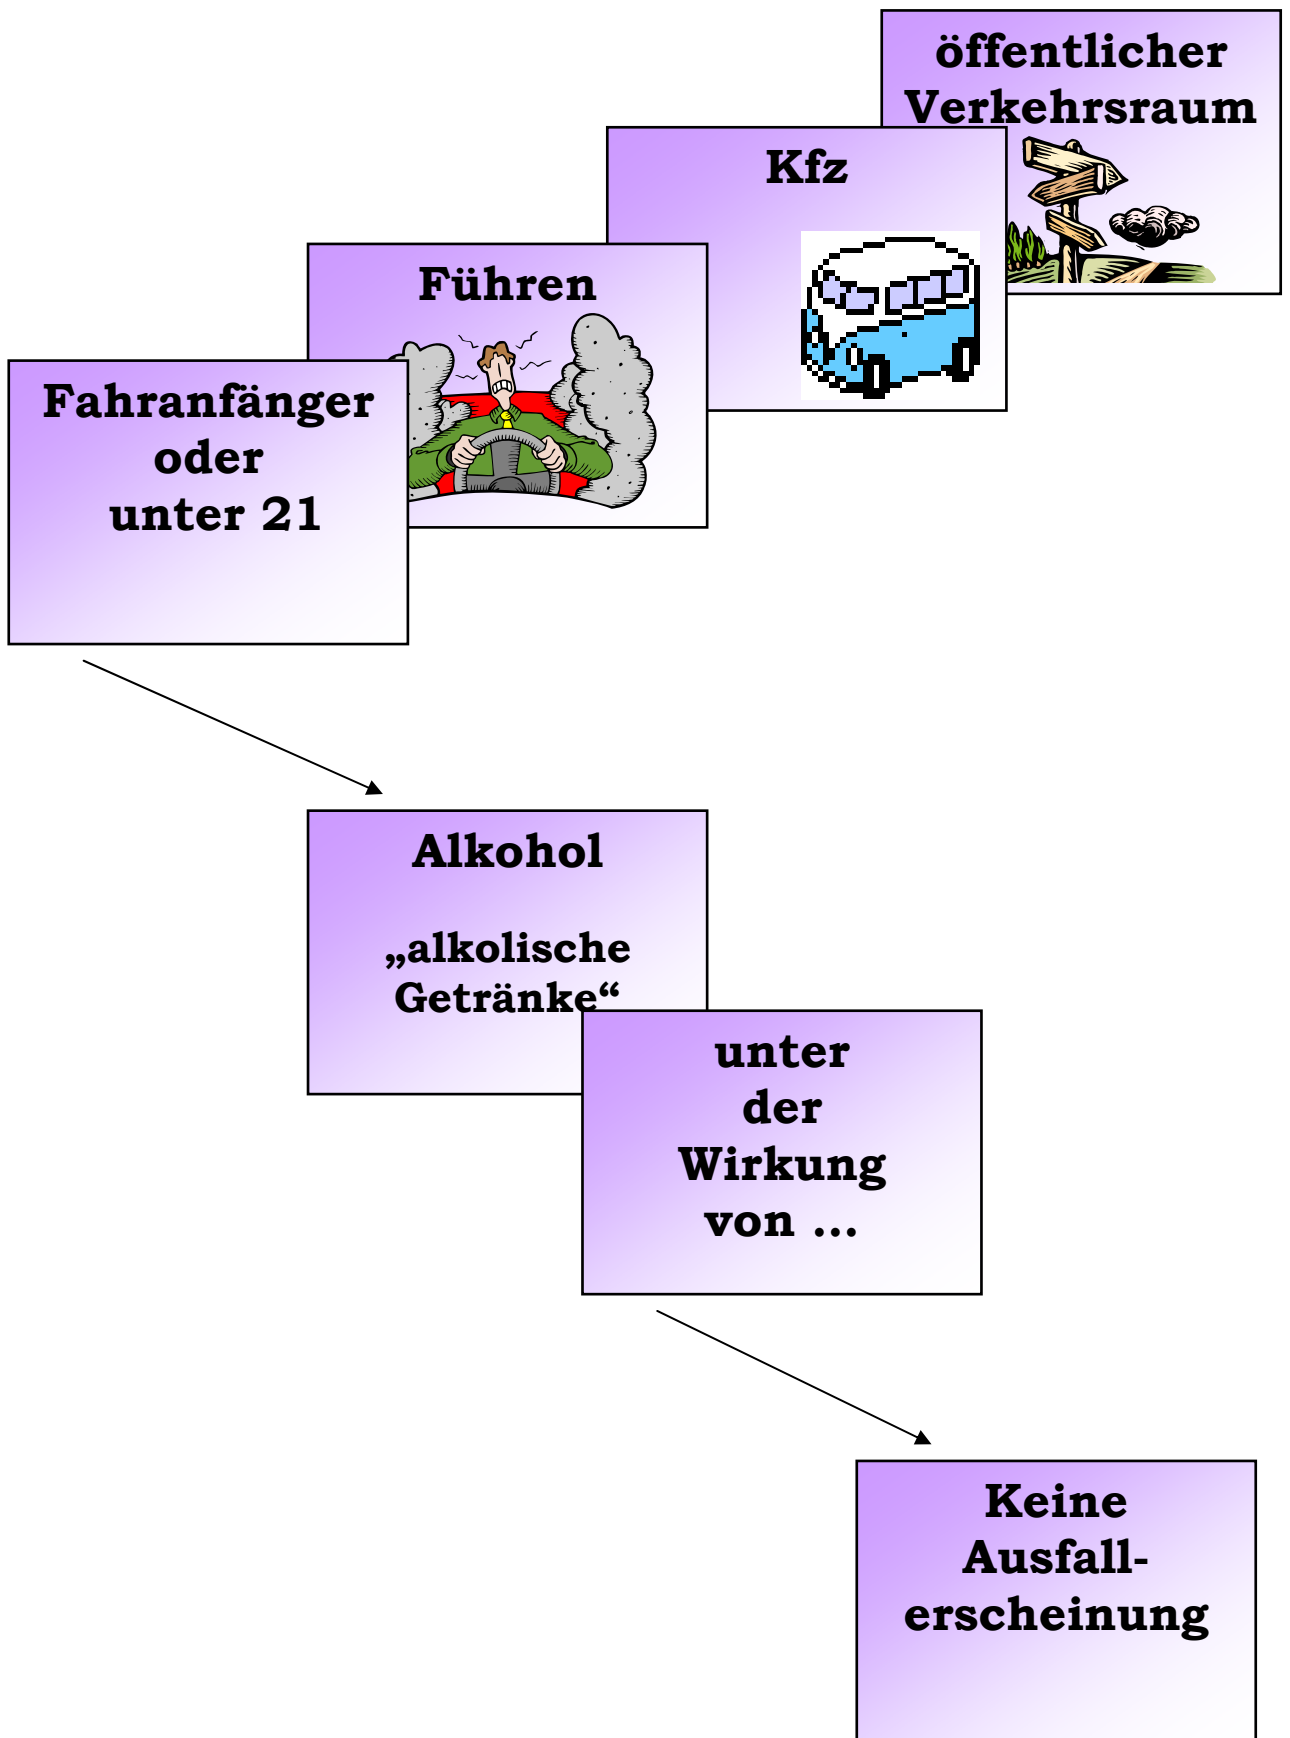 öffentlicher
Verkehrsraum
Kfz
Führen
Fahranfänger
oder
unter 21
Alkohol
„alkolische
Getränke“
unter
der
Wirkung
von ...
Keine
Ausfall-
erscheinung